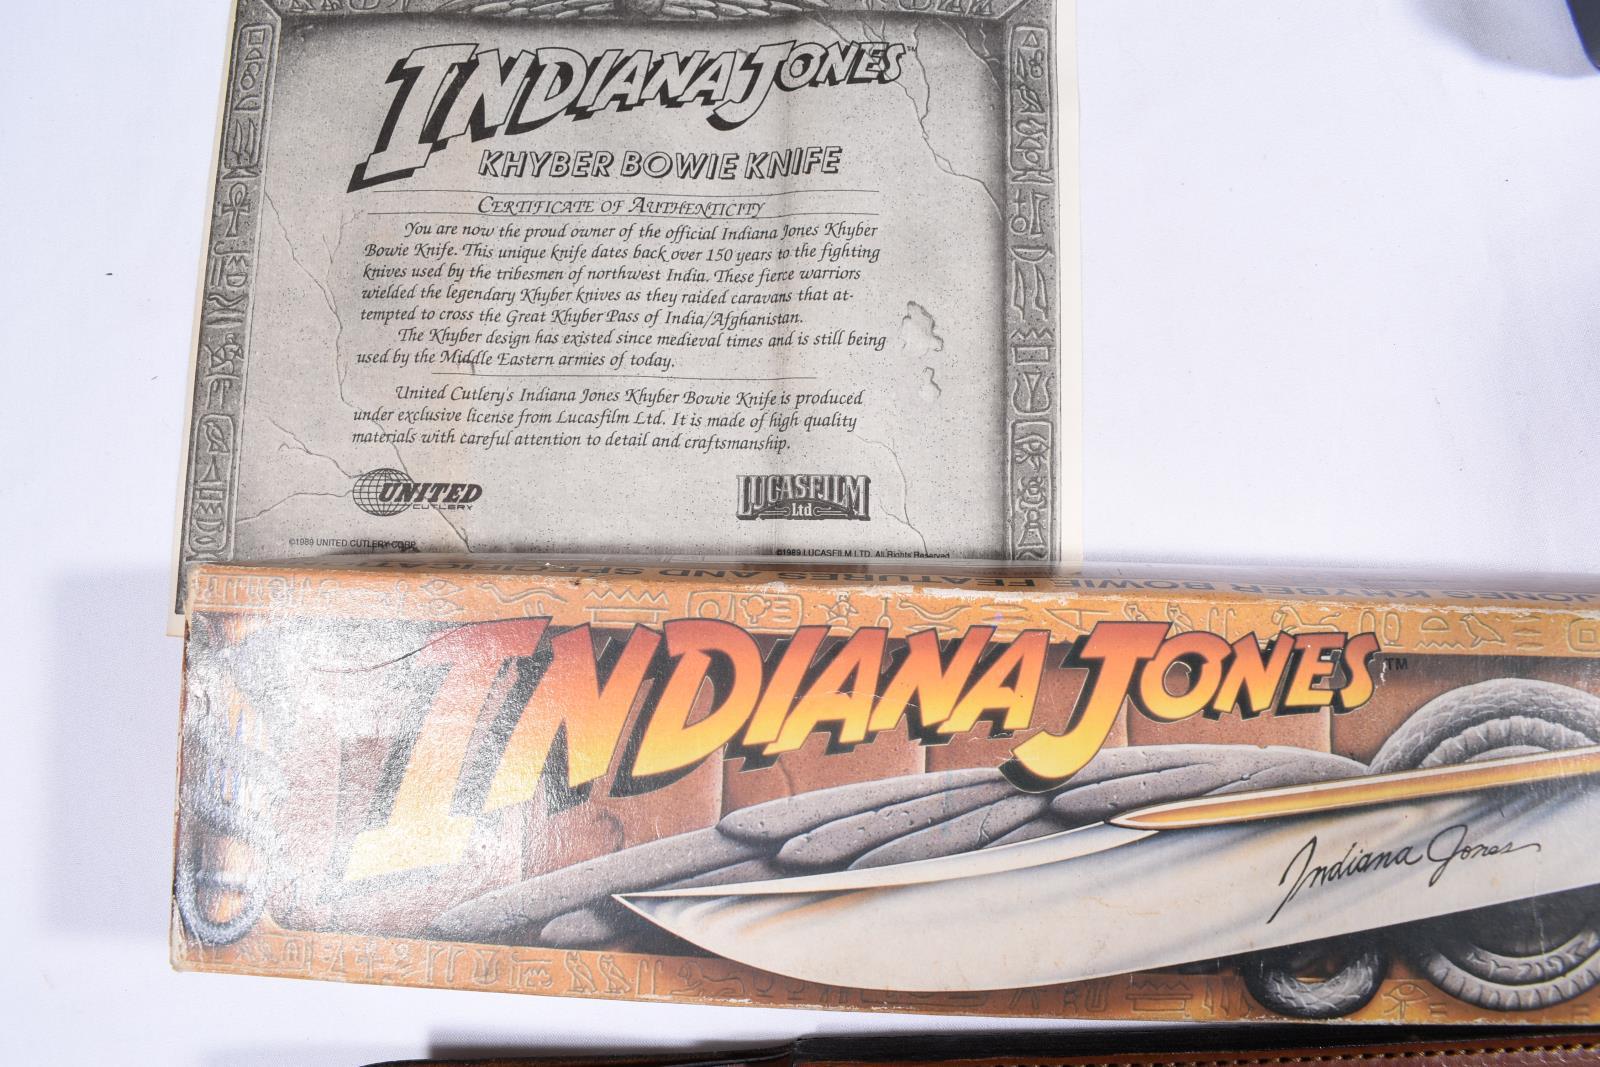 INDIANA JONES™
KHYBER BOWIE KNIFE
CERTIFICATE OF AUTHENTICITY
You are now the proud owner of the official Indiana Jones Khyber
Bowie Knife. This unique knife dates back over 150 years to the fighting
knives used by the tribesmen of northwest India. These fierce warriors
wielded the legendary Khyber knives as they raided caravans that at-
tempted to cross the Great Khyber Pass of India/Afghanistan.
The Khyber design has existed since medieval times and is still being
used by the Middle Eastern armies of today.
United Cutlery's Indiana Jones Khyber Bowie Knife is produced
under exclusive license from Lucasfilm Ltd. It is made of high quality
materials with careful attention to detail and craftsmanship.
UNITED
CUTLERY
LUCASFILM
Ltd
©1989 UNITED CUTLERY CORP.
©1989 LUCASFILM LTD. All Rights Reserved
JONES KHYBER BOWIE FEATURES AND SPECIFICATI
INDIANA JONES™
Indiana Jones